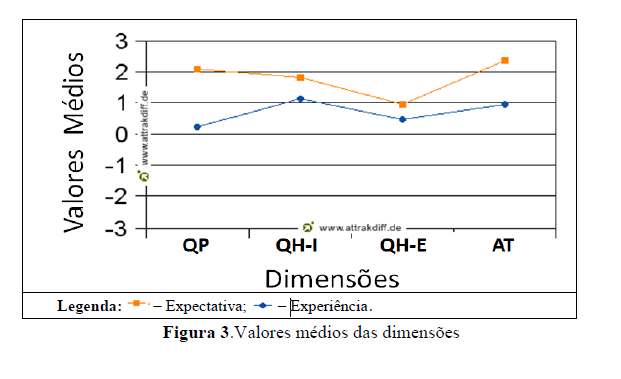 3
2
1
0
-1
-2
-3
Valores Médios
www.attrakdiff.de
www.attrakdiff.de
QP QH-I QH-E AT
Dimensões
Legenda: – Expectativa; – Experiência.
Figura 3.Valores médios das dimensões